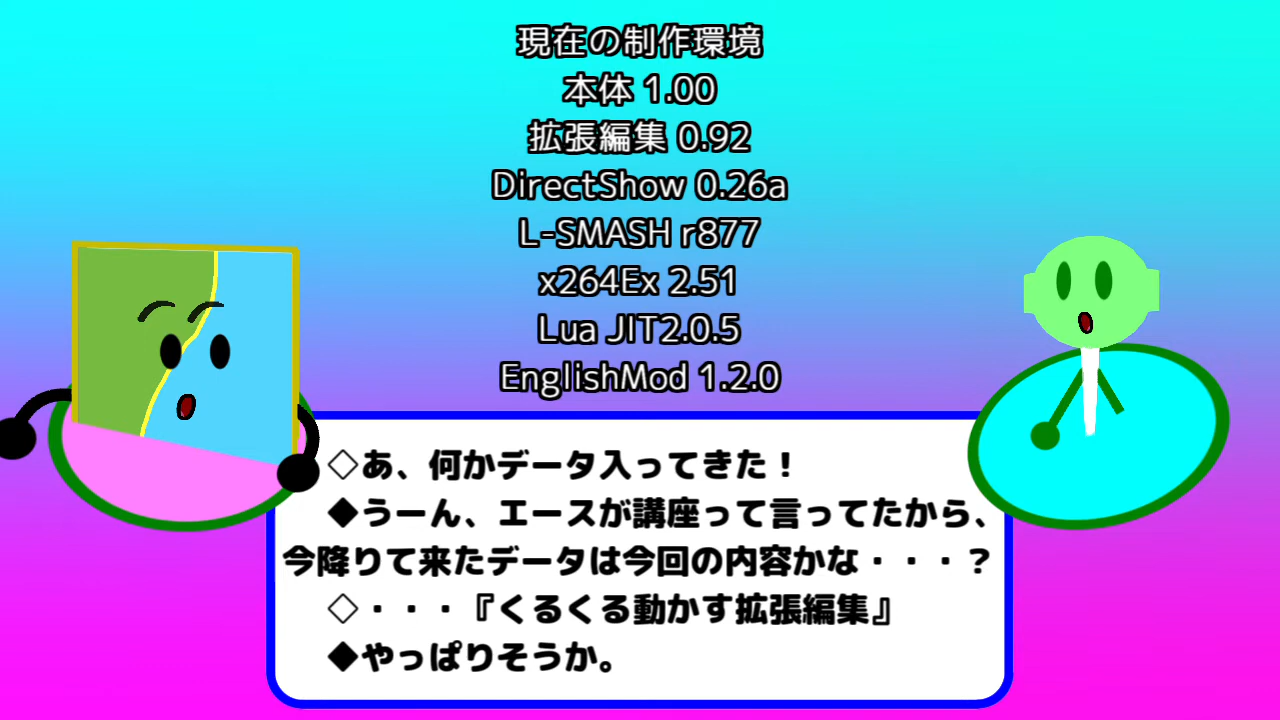 現在の制作環境
本体 1.00
拡張編集 0.92
DirectShow 0.26a
L-SMASH r877
x264Ex 2.51
Lua JIT2.0.5
EnglishMod 1.2.0
◇あ、何かデータ入ってきた！
◆うーん、エースが講座って言ってたから、
今降りて来たデータは今回の内容かな・・・？
◇・・・『くるくる動かす拡張編集』
◆やっぱりそうか。